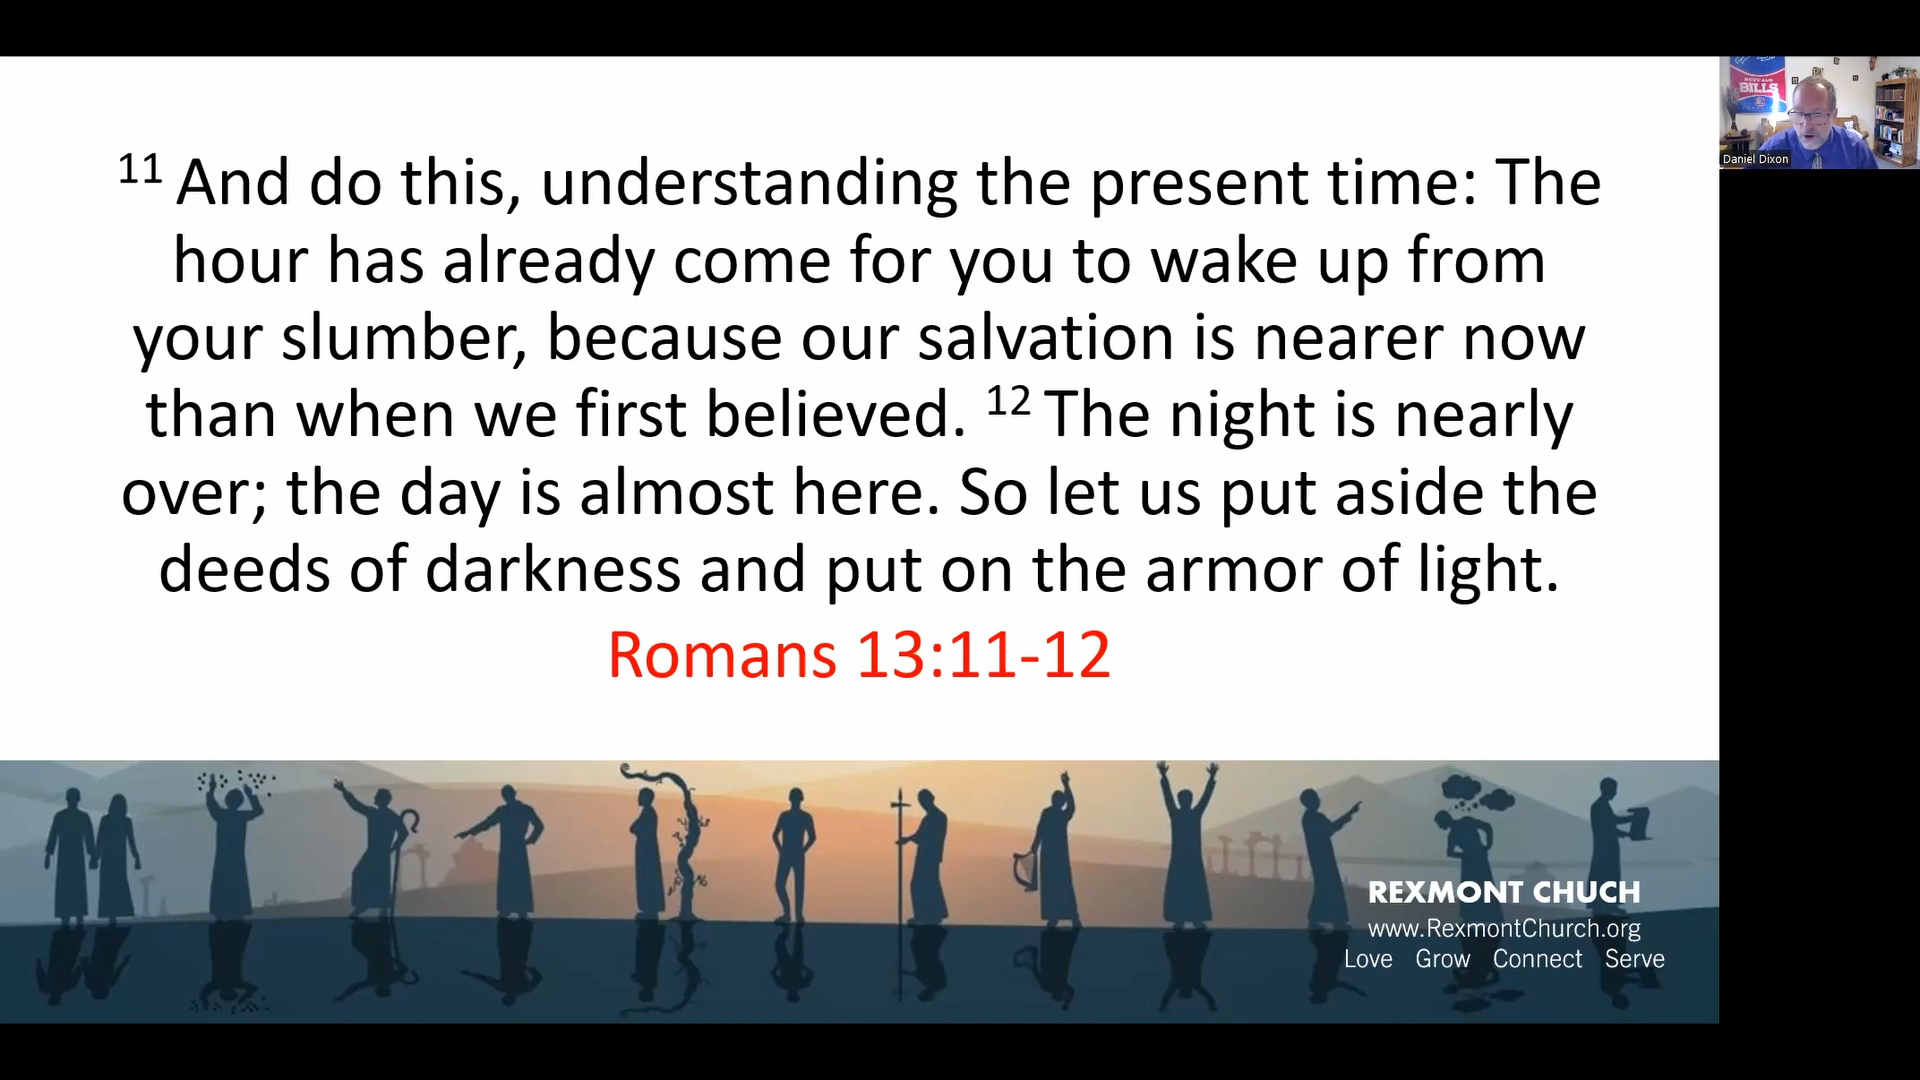 11 And do this, understanding the present time: The
hour has already come for you to wake up from
your slumber, because our salvation is nearer now
than when we first believed. 12 The night is nearly
over; the day is almost here. So let us put aside the
deeds of darkness and put on the armor of light.
Romans 13:11-12
REXMONT CHUCH
www.RexmontChurch.org
Love Grow Connect Serve
BUFFALO
BILLS
Daniel Dixon